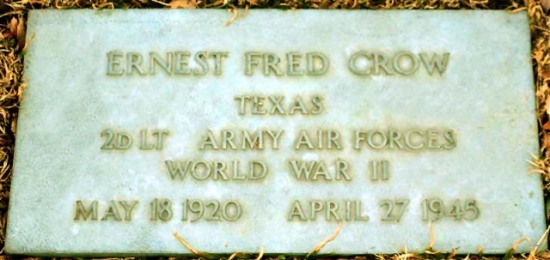 ERNEST FRED CROW
TEXAS
2D LT ARMY AIR FORCES
WORLD WAR II
MAY 18 1920 APRIL 27 1945